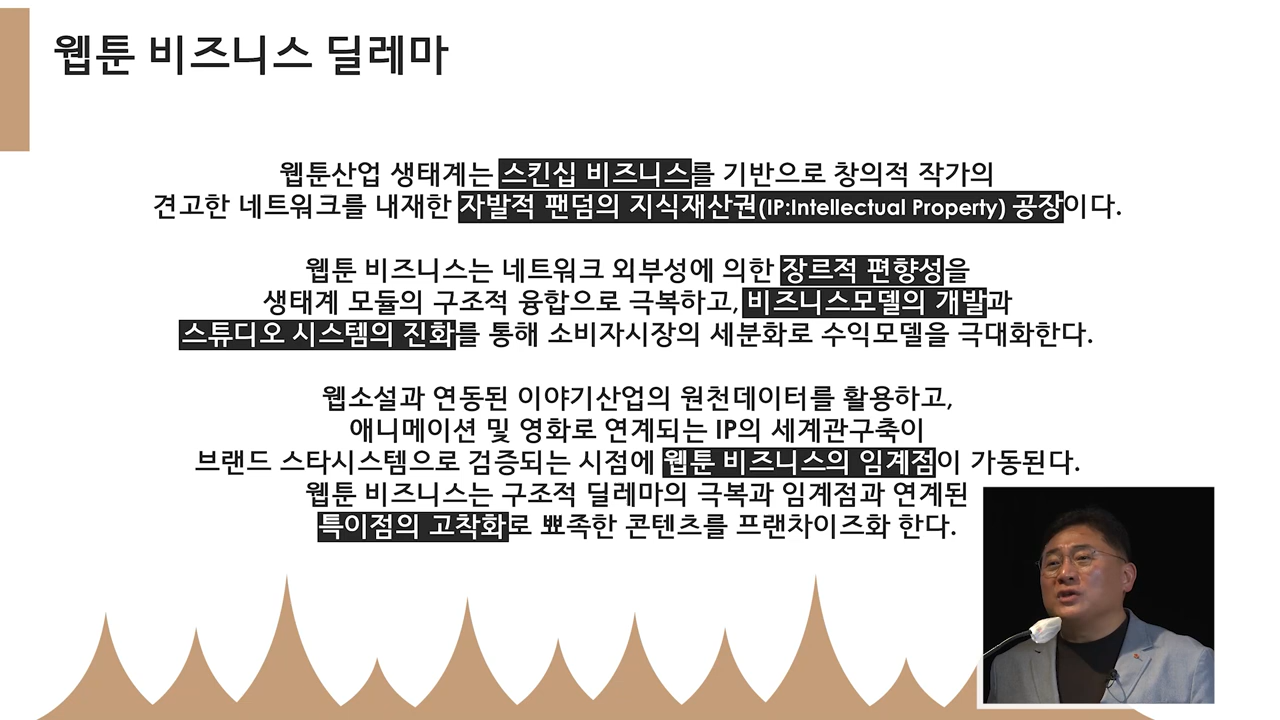 웹툰 비즈니스 딜레마
웹툰산업 생태계는 스킨십 비즈니스를 기반으로 창의적 작가의
견고한 네트워크를 내재한 자발적 팬덤의 지식재산권(IP:Intellectual Property) 공장이다.
웹툰 비즈니스는 네트워크 외부성에 의한 장르적 편향성을
생태계 모듈의 구조적 융합으로 극복하고, 비즈니스모델의 개발과
스튜디오 시스템의 진화를 통해 소비자시장의 세분화로 수익모델을 극대화한다.
웹소설과 연동된 이야기산업의 원천데이터를 활용하고,
애니메이션 및 영화로 연계되는 IP의 세계관구축이
브랜드 스타시스템으로 검증되는 시점에 웹툰 비즈니스의 임계점이 가동된다.
웹툰 비즈니스는 구조적 딜레마의 극복과 임계점과 연계된
특이점의 고착화로 뾰족한 콘텐츠를 프랜차이즈화 한다.